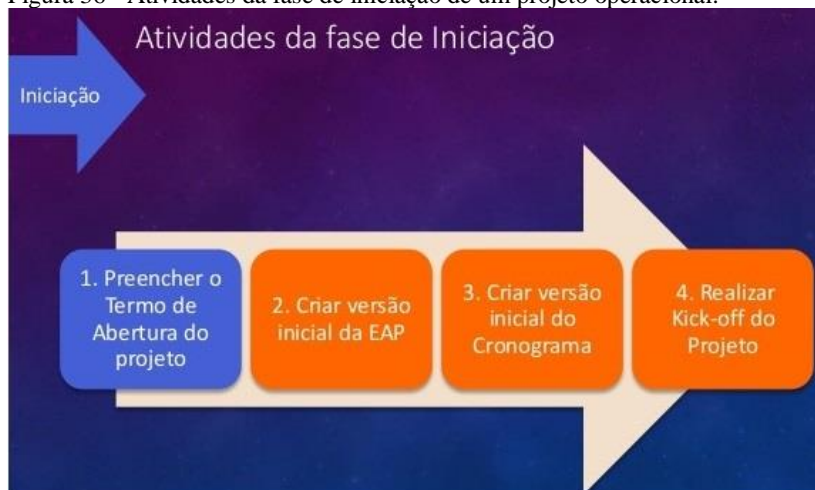 Figura 36 - Atividades da fase de iniciação de um projeto operacional.
Atividades da fase de Iniciação
Iniciação
1. Preencher o
Termo de
Abertura do
projeto
2. Criar versão
inicial da EAP
3. Criar versão
inicial do
Cronograma
4. Realizar
Kick-off do
Projeto